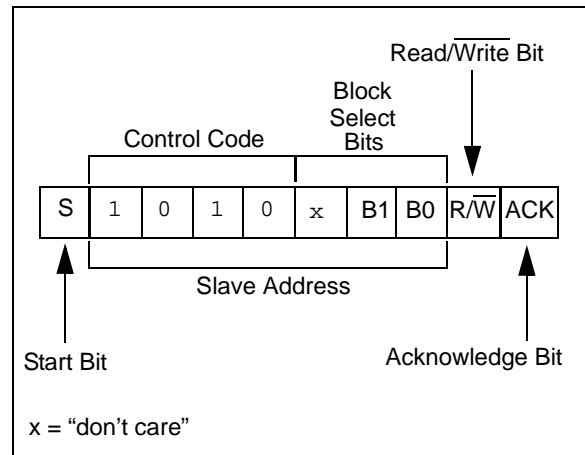 Read/Write Bit
Block
Select
Bits
Control Code
S 1 0 1 0 x B1 B0 R/W ACK
Slave Address
Start Bit
Acknowledge Bit
x = “don’t care”